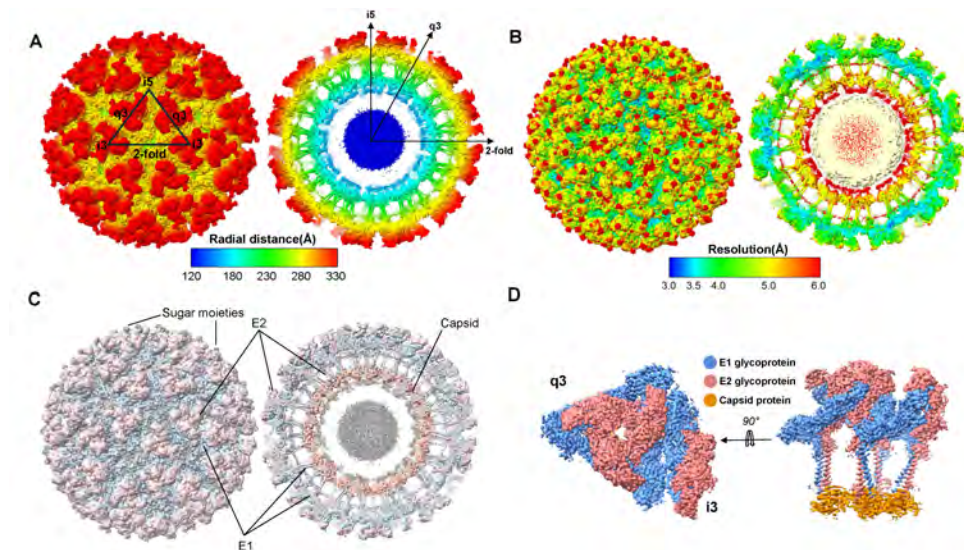 A
i5
q3
q3
i3
i3
2-fold
i5
q3
2-fold
Radial distance(Å)
120 180 230 280 330
B
Resolution(Å)
3.0 3.5 4.0 5.0 6.0
C
Sugar moieties
E2
Capsid
E1
D
E1 glycoprotein
E2 glycoprotein
Capsid protein
q3
i3
90°